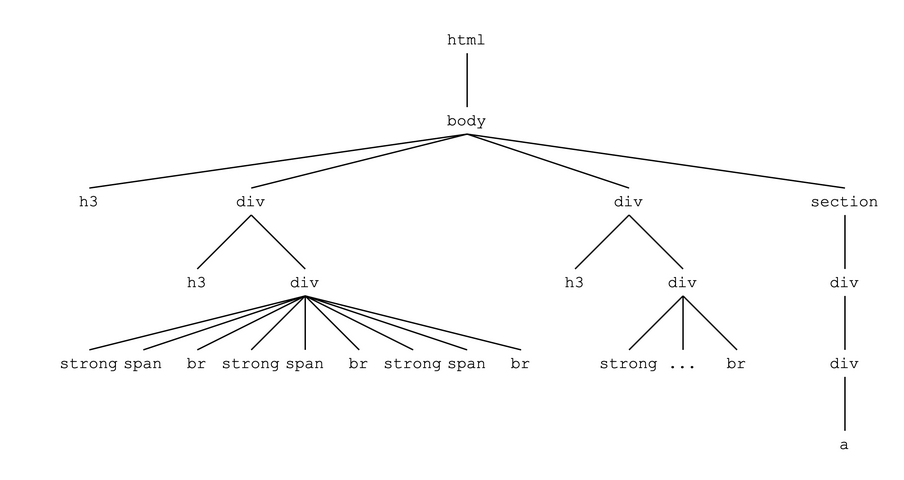 html
body
h3 div div section
h3 div h3 div div
strong span br strong span br strong span br strong ... br div
a